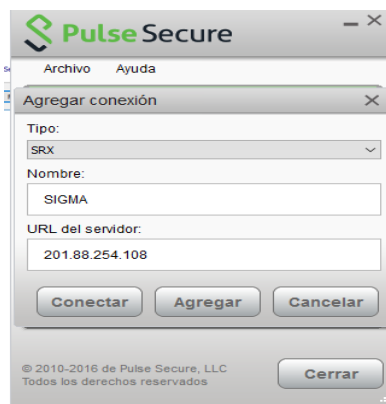 Pulse Secure
Archivo Ayuda
Agregar conexión
Tipo:
SRX
Nombre:
SIGMA
URL del servidor:
201.88.254.108
Conectar Agregar Cancelar
© 2010-2016 de Pulse Secure, LLC
Todos los derechos reservados
Cerrar